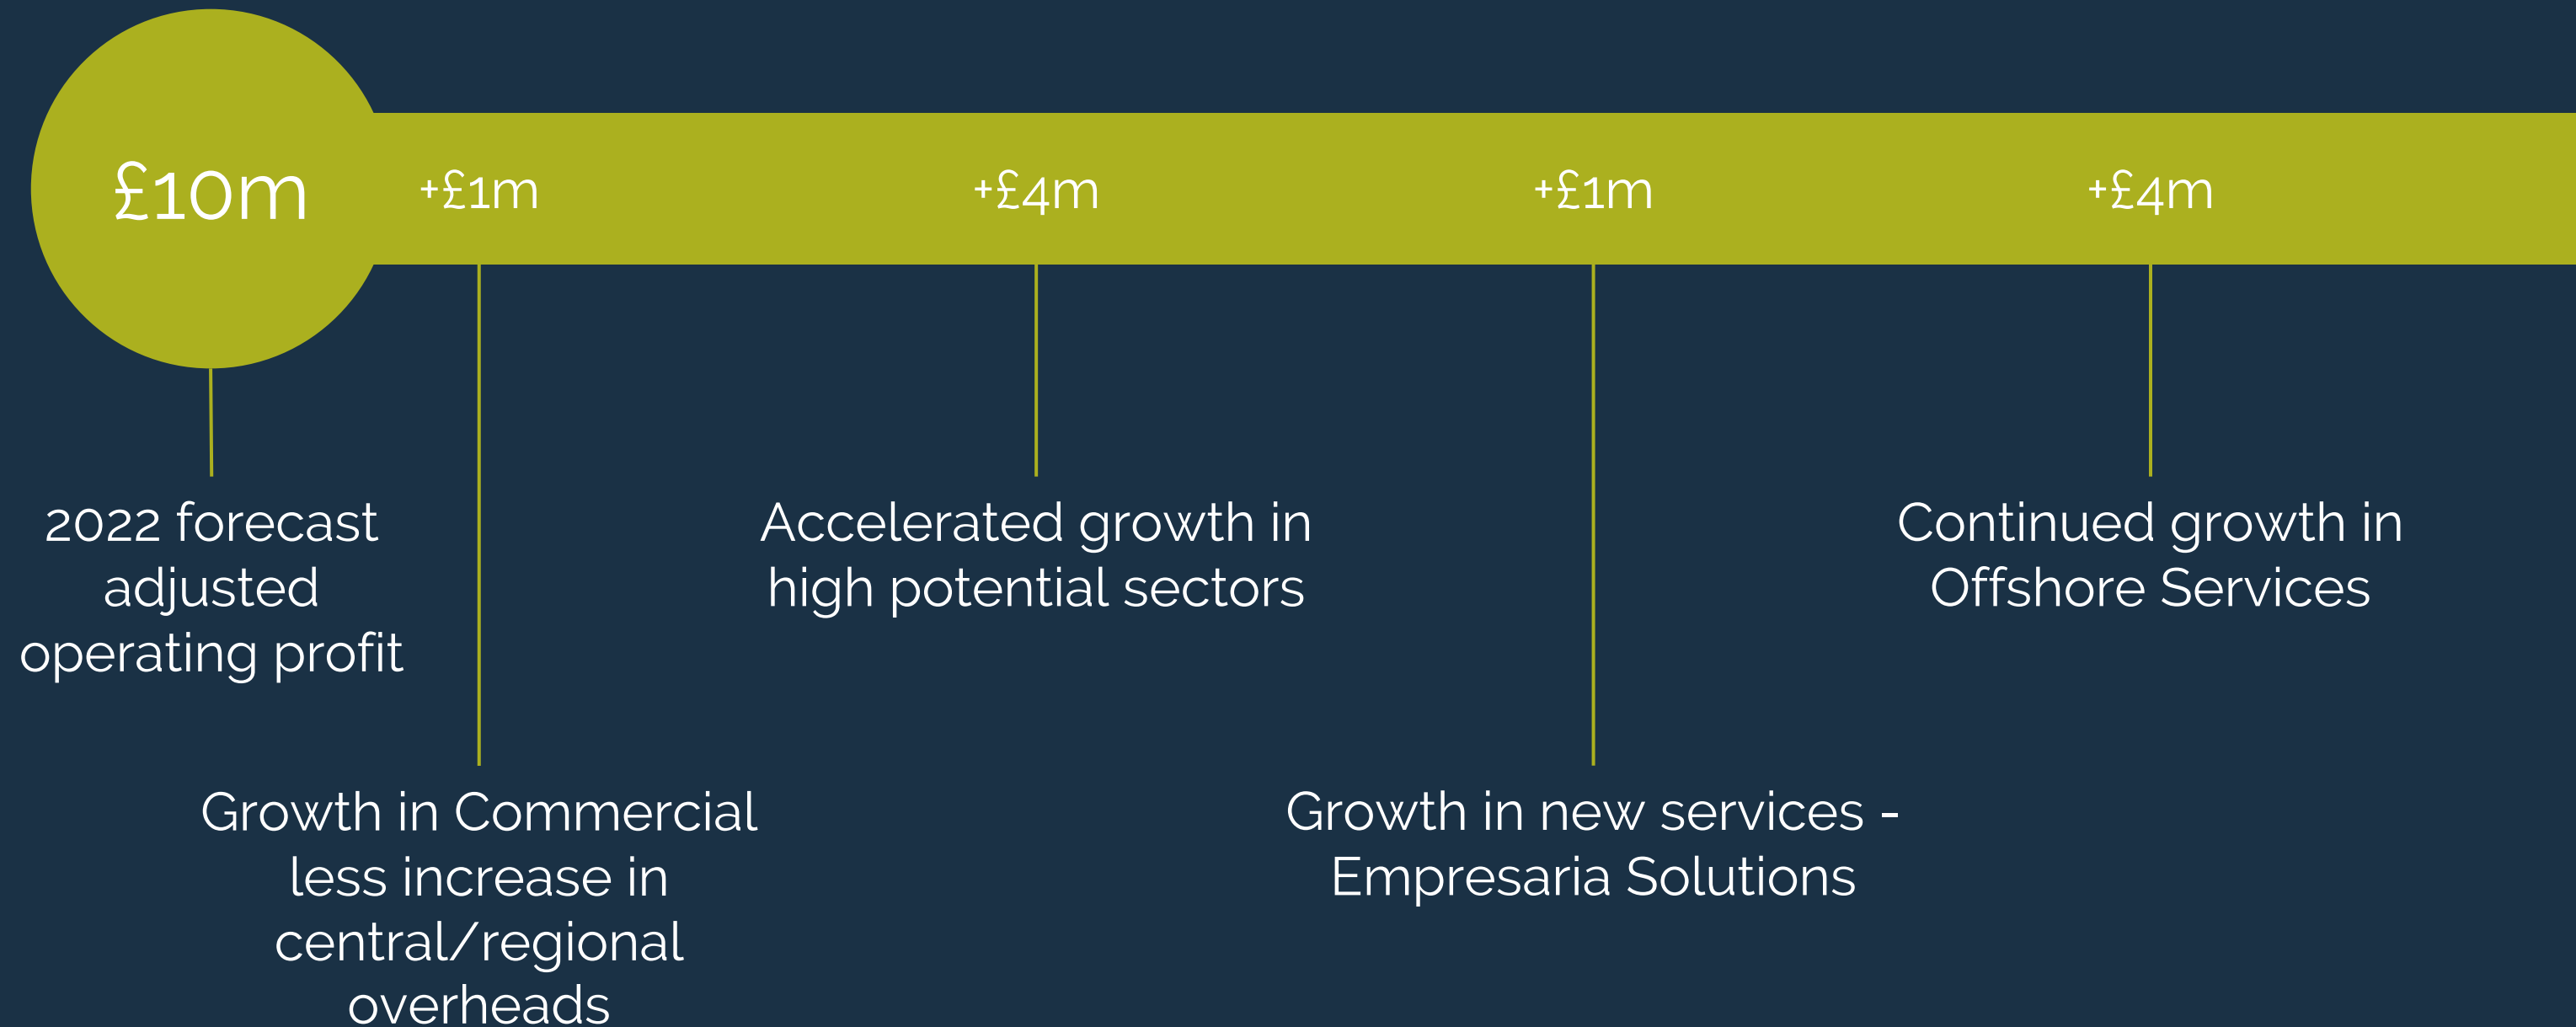 £10m
+£1m
+£4m
+£1m
+£4m
2022 forecast
adjusted
operating profit
Accelerated growth in
high potential sectors
Continued growth in
Offshore Services
Growth in Commercial
less increase in
central/regional
overheads
Growth in new services -
Empresaria Solutions